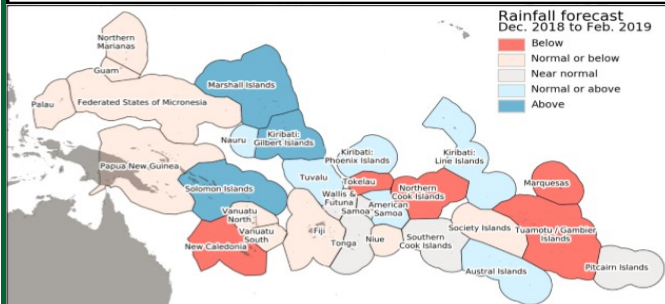 Rainfall forecast
Dec. 2018 to Feb. 2019
Below
Normal or below
Near normal
Normal or above
Above
Northern
Marianas
Guam
Palau
Federated States of Micronesia
Marshall Islands
Nauru
Kiribati:
Gilbert Islands
Kiribati:
Phoenix Islands
Kiribati:
Line Islands
Papua New Guinea
Solomon Islands
Tuvalu
Tokelau
Wallis &
Futuna
Samoa
American
Samoa
Northern
Cook Islands
Marquesas
Vanuatu
North
Vanuatu
South
New Caledonia
Fiji
Tonga
Niue
Southern
Cook Islands
Society Islands
Tuamotu / Gambier
Islands
Austral Islands
Pitcairn Islands